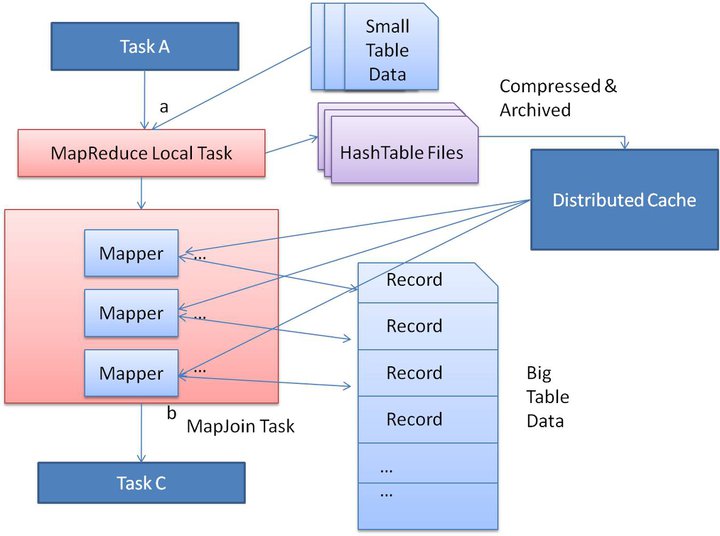 Task A
Small
Table
Data
a
Compressed &
Archived
MapReduce Local Task
HashTable Files
Distributed Cache
Mapper
...
Record
Mapper
...
Record
Mapper
...
Record
Big
Table
Data
Record
b
MapJoin Task
...
...
Task C